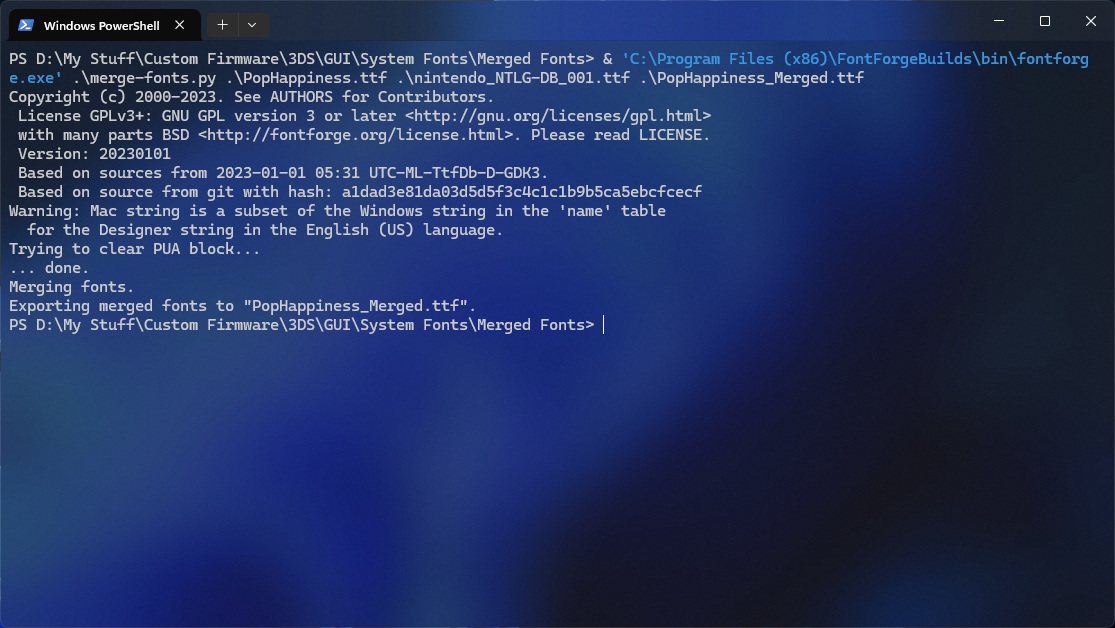 Windows PowerShell
PS D:\My Stuff\Custom Firmware\3DS\GUI\System Fonts\Merged Fonts> & 'C:\Program Files (x86)\FontForgeBuilds\bin\fontforg
e.exe' .\merge-fonts.py .\PopHappiness.ttf .\nintendo_NTLG-DB_001.ttf .\PopHappiness_Merged.ttf
Copyright (c) 2000-2023. See AUTHORS for Contributors.
 License GPLv3+: GNU GPL version 3 or later <http://gnu.org/licenses/gpl.html>
 with many parts BSD <http://fontforge.org/license.html>. Please read LICENSE.
 Version: 20230101
 Based on sources from 2023-01-01 05:31 UTC-ML-TtfDb-D-GDK3.
 Based on source from git with hash: a1dad3e81da03d5d5f3c4c1c1b9b5ca5ebcfcecf
Warning: Mac string is a subset of the Windows string in the 'name' table
  for the Designer string in the English (US) language.
Trying to clear PUA block...
... done.
Merging fonts.
Exporting merged fonts to "PopHappiness_Merged.ttf".
PS D:\My Stuff\Custom Firmware\3DS\GUI\System Fonts\Merged Fonts>